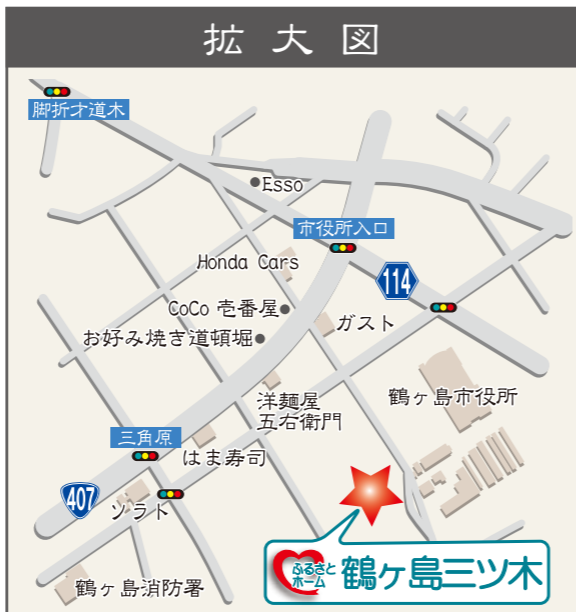 拡大図
脚折才道木
Esso
市役所入口
Honda Cars
114
CoCo 壱番屋
ガスト
お好み焼き道頓堀
洋麺屋
五右衛門
鶴ヶ島市役所
三角原
はま寿司
407
ソラト
ふるさと
ホーム
鶴ヶ島三ツ木
鶴ヶ島消防署